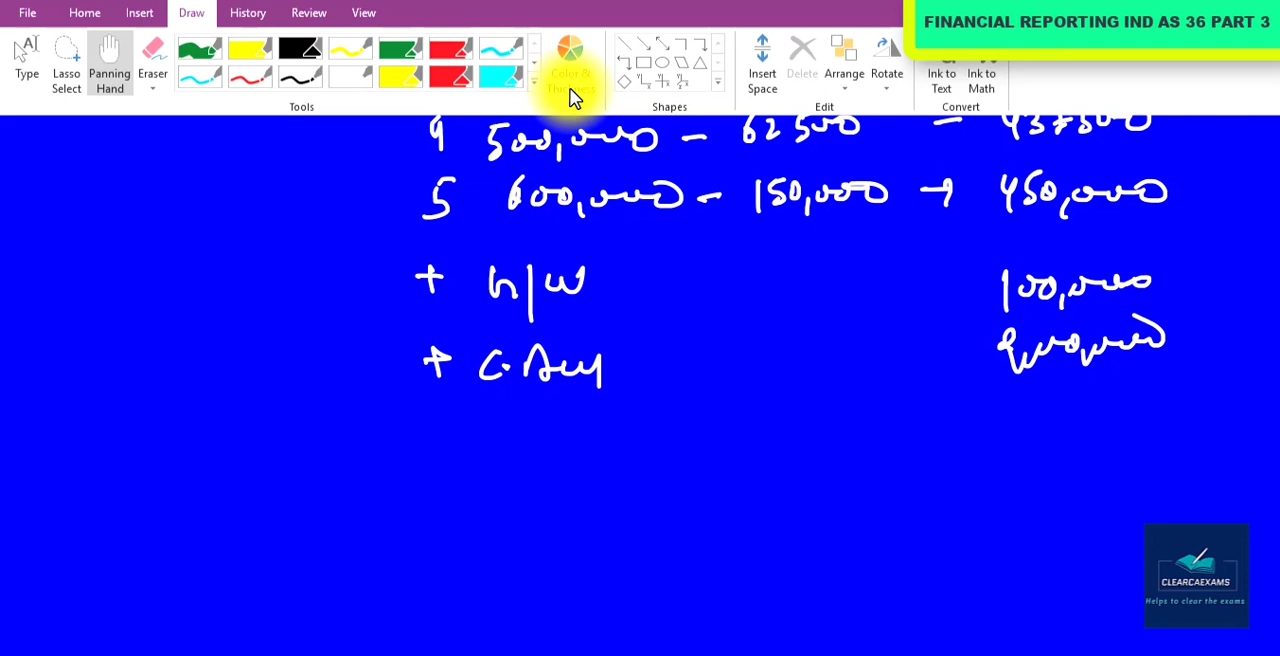 File Home Insert Draw History Review View
FINANCIAL REPORTING IND AS 36 PART 3
Type Lasso Select Panning Hand Eraser Color & Thickness Insert Space Delete Arrange Rotate Ink to Text Ink to Math
Tools Shapes Edit Convert
500,000 - 62500 - 437500
5 600,000 - 150,000 → 450,000
+ 100,000
+
CLEARCAEXAMS
Helps to clear the exams